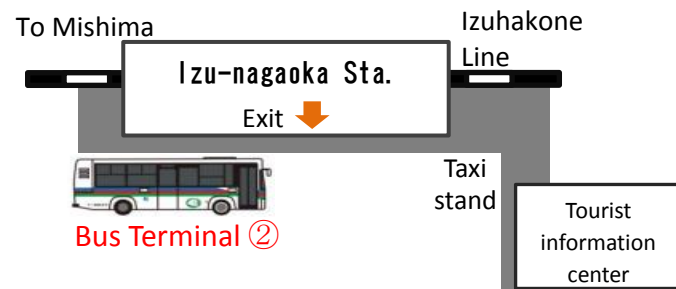 To Mishima
Izuhakone
Line
Izu-nagaoka Sta.
Exit
Taxi
stand
Bus Terminal ②
Tourist
information
center